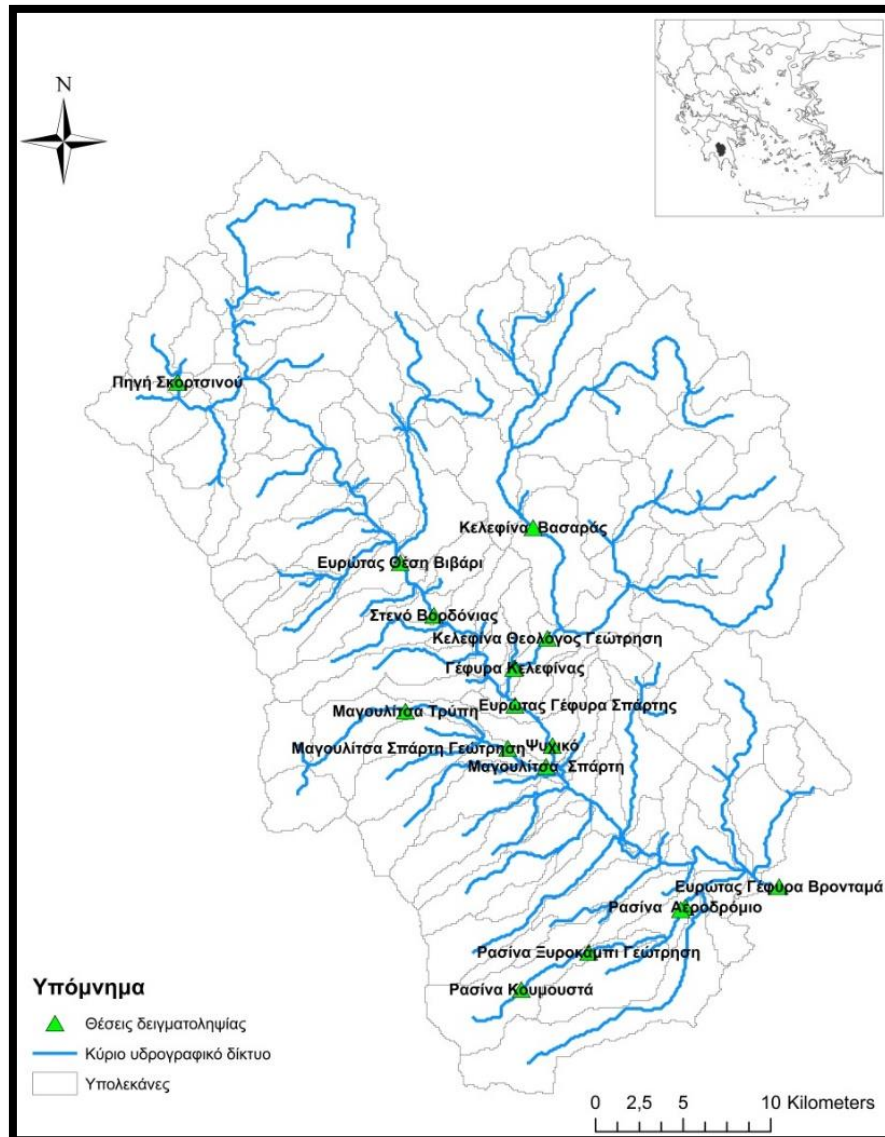 N
Πηγή Σκορτσινού
Κελεφίνα Βασαράς
Ευρώτας Θέση Βιβάρι
Στενό Βορδόνιας
Κελεφίνα Θεολόγος Γεώτρηση
Γέφυρα Κελεφίνας
Ευρώτας Γέφυρα Σπάρτης
Μαγουλίτσα Τρύπη
Μαγουλίτσα Σπάρτη Γεώτρηση
Ψυχικό
Μαγουλίτσα Σπάρτη
Ευρώτας Γέφυρα Βρονταμά
Ρασίνα Αεροδρόμιο
Ρασίνα Ξυροκάμπι Γεώτρηση
Ρασίνα Κουμουστά
Υπόμνημα
Θέσεις δειγματοληψίας
Κύριο υδρογραφικό δίκτυο
Υπολεκάνες
0 2,5 5 10 Kilometers